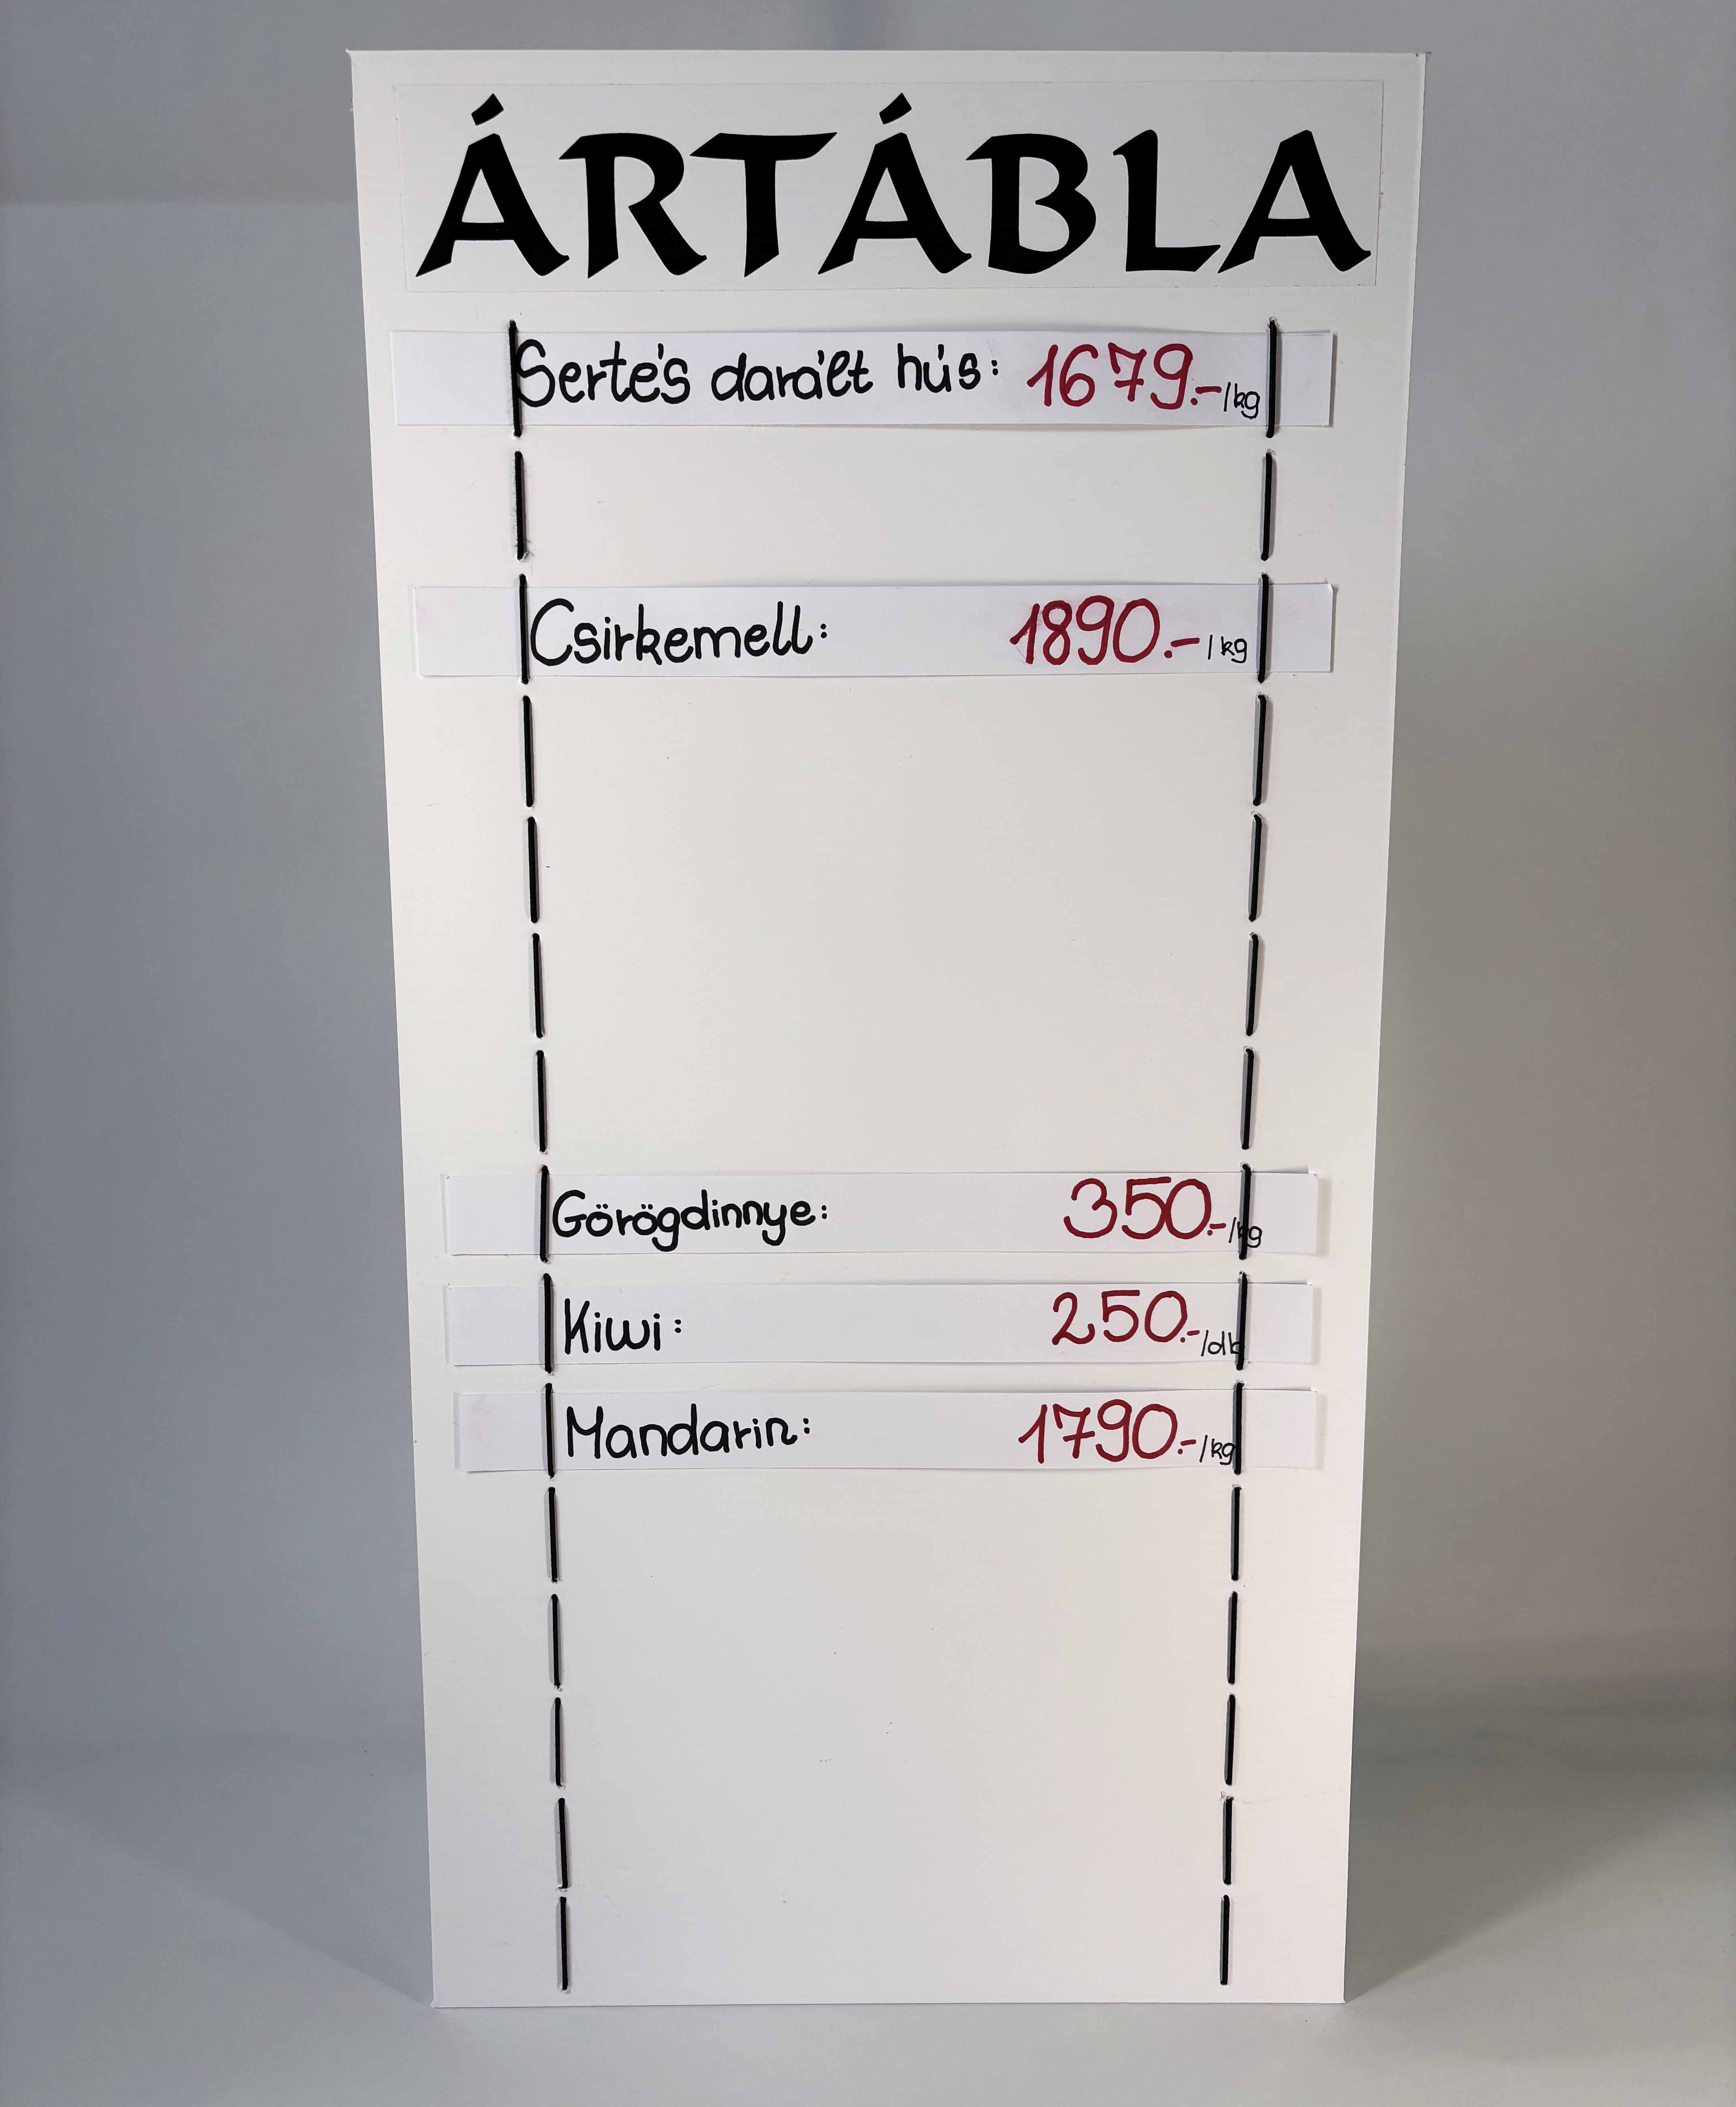 ÁRTÁBLA
Sertés darált hús: 1679.-/kg
Csirkemell: 1890.-/kg
Görögdinnye: 350.-/kg
Kiwi: 250.-/db
Mandarin: 1790.-/kg